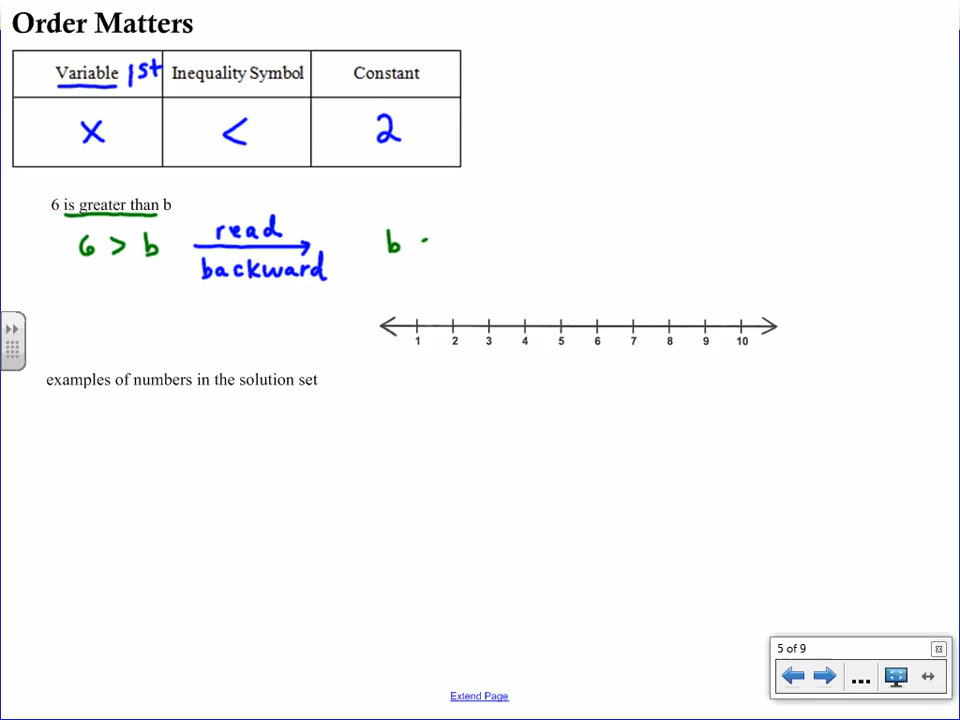 Order Matters
Variable 1st Inequality Symbol Constant
x < 2
6 is greater than b
6 > b read backward b
1 2 3 4 5 6 7 8 9 10
examples of numbers in the solution set
5 of 9
...
Extend Page